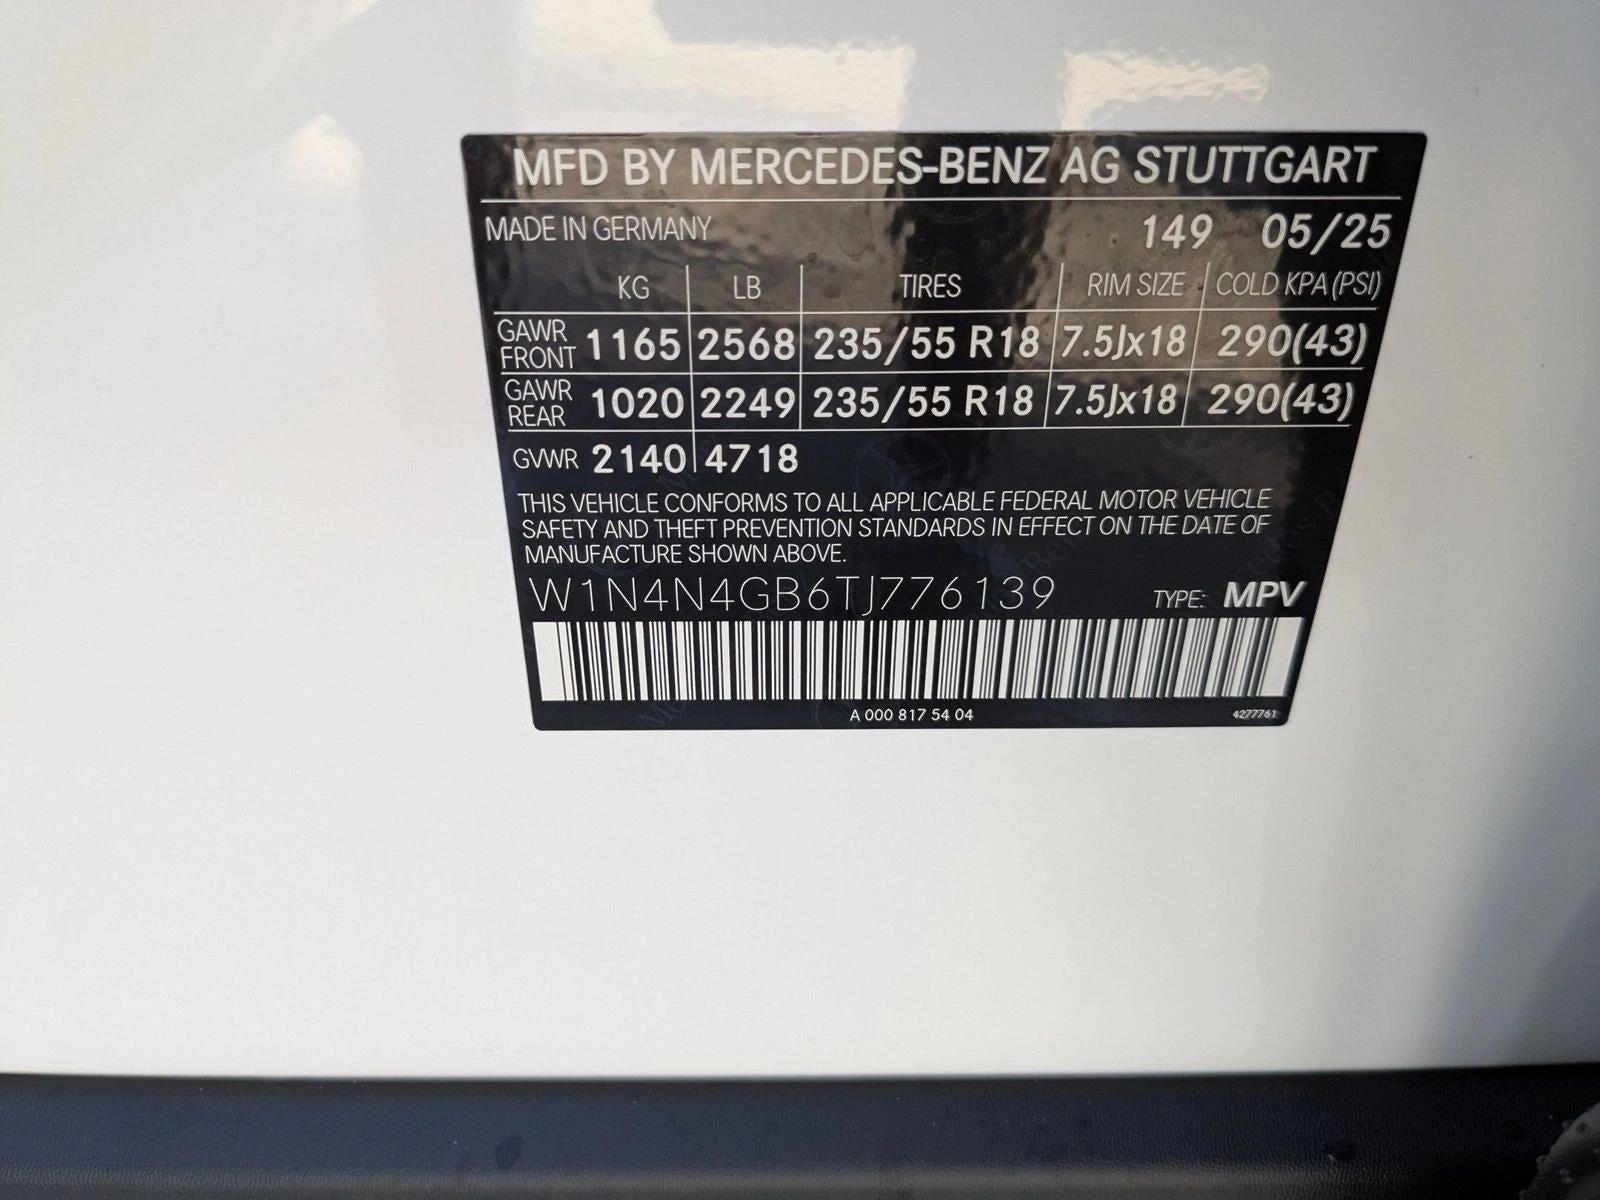 MFD BY MERCEDES-BENZ AG STUTTGART
MADE IN GERMANY 149 05/25
KG LB TIRES RIM SIZE COLD KPA (PSI)
GAWR FRONT 1165 2568 235/55 R18 7.5Jx18 290(43)
GAWR REAR 1020 2249 235/55 R18 7.5Jx18 290(43)
GVWR 2140 4718
THIS VEHICLE CONFORMS TO ALL APPLICABLE FEDERAL MOTOR VEHICLE
SAFETY AND THEFT PREVENTION STANDARDS IN EFFECT ON THE DATE OF
MANUFACTURE SHOWN ABOVE.
W1N4N4GB6TJ776139 TYPE: MPV
A 000 817 54 04 4277761